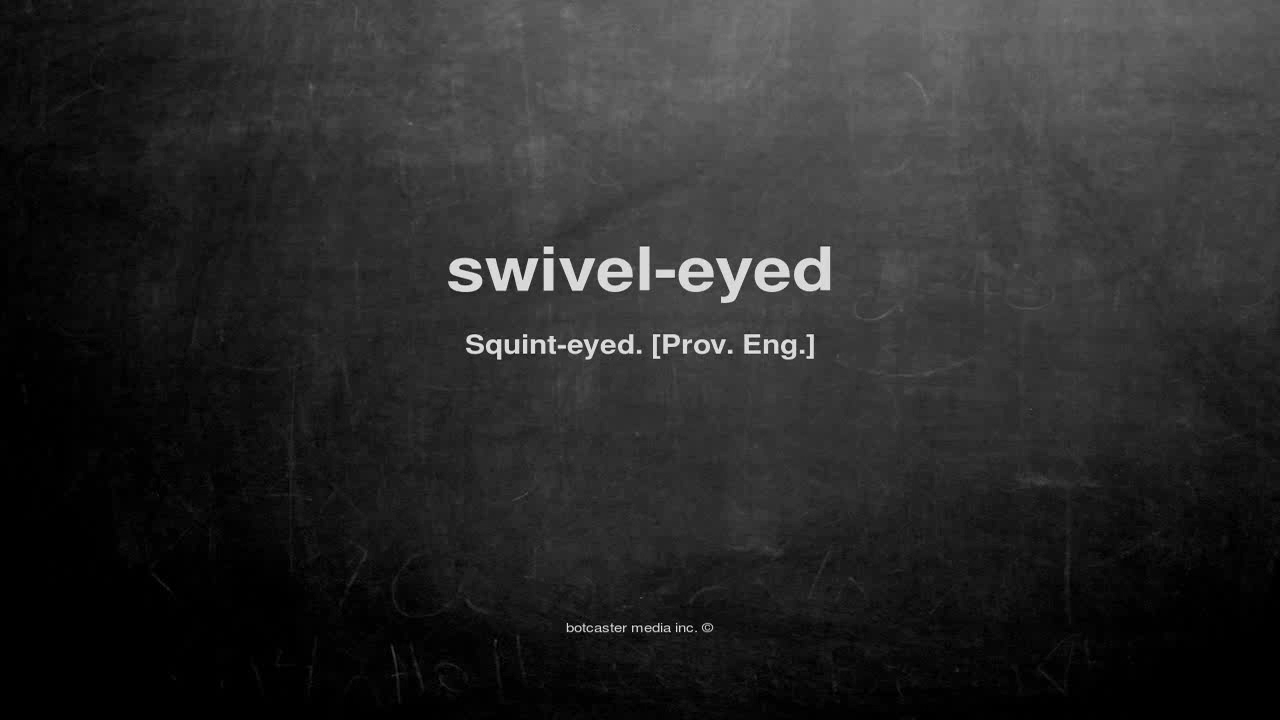 swivel-eyed
Squint-eyed. [Prov. Eng.]
botcaster media inc. ©